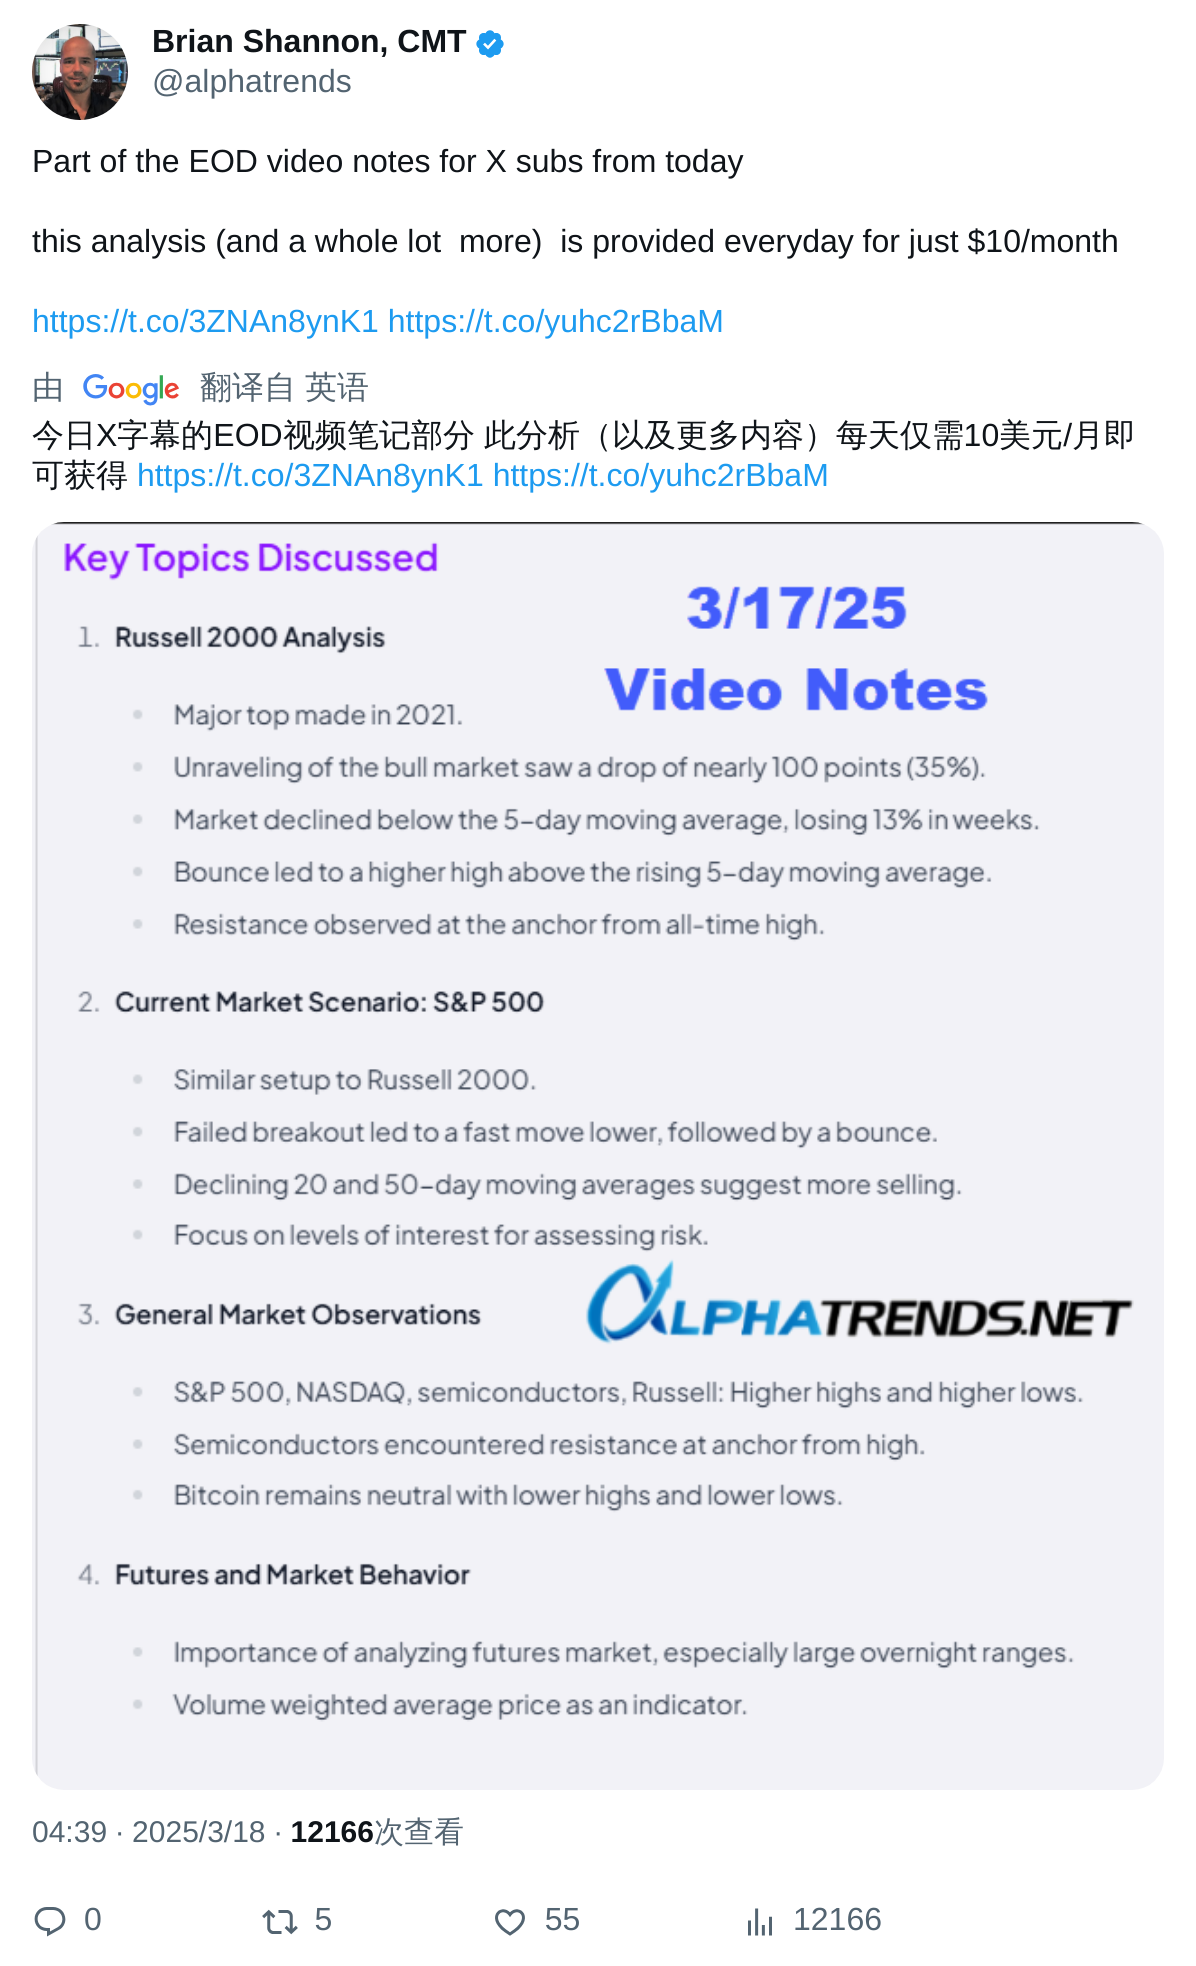 Brian Shannon, CMT
@alphatrends
Part of the EOD video notes for X subs from today
this analysis (and a whole lot  more)  is provided everyday for just $10/month
https://t.co/3ZNAn8ynK1 https://t.co/yuhc2rBbaM
由 Google 翻译自 英语
今日X字幕的EOD视频笔记部分 此分析（以及更多内容）每天仅需10美元/月即
可获得 https://t.co/3ZNAn8ynK1 https://t.co/yuhc2rBbaM
Key Topics Discussed
3/17/25
Video Notes
1. Russell 2000 Analysis
Major top made in 2021.
Unraveling of the bull market saw a drop of nearly 100 points (35%).
Market declined below the 5-day moving average, losing 13% in weeks.
Bounce led to a higher high above the rising 5-day moving average.
Resistance observed at the anchor from all-time high.
2. Current Market Scenario: S&P 500
Similar setup to Russell 2000.
Failed breakout led to a fast move lower, followed by a bounce.
Declining 20 and 50-day moving averages suggest more selling.
Focus on levels of interest for assessing risk.
3. General Market Observations
ALPHATRENDS.NET
S&P 500, NASDAQ, semiconductors, Russell: Higher highs and higher lows.
Semiconductors encountered resistance at anchor from high.
Bitcoin remains neutral with lower highs and lower lows.
4. Futures and Market Behavior
Importance of analyzing futures market, especially large overnight ranges.
Volume weighted average price as an indicator.
04:39 · 2025/3/18 · 12166次查看
0 5 55 12166